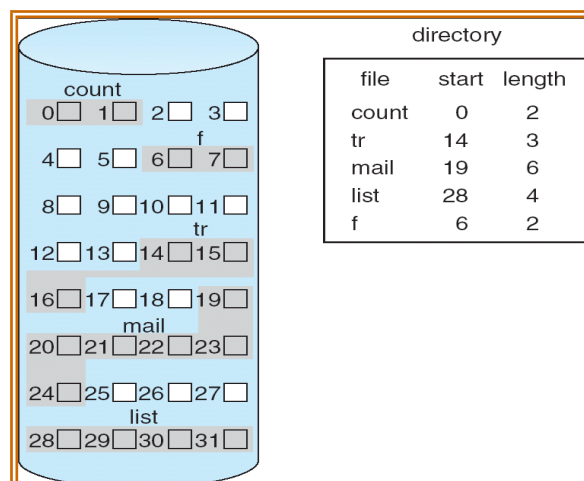 count
0 1 2 3
f
4 5 6 7
8 9 10 11
tr
12 13 14 15
16 17 18 19
mail
20 21 22 23
24 25 26 27
list
28 29 30 31
directory
file start length
count 0 2
tr 14 3
mail 19 6
list 28 4
f 6 2